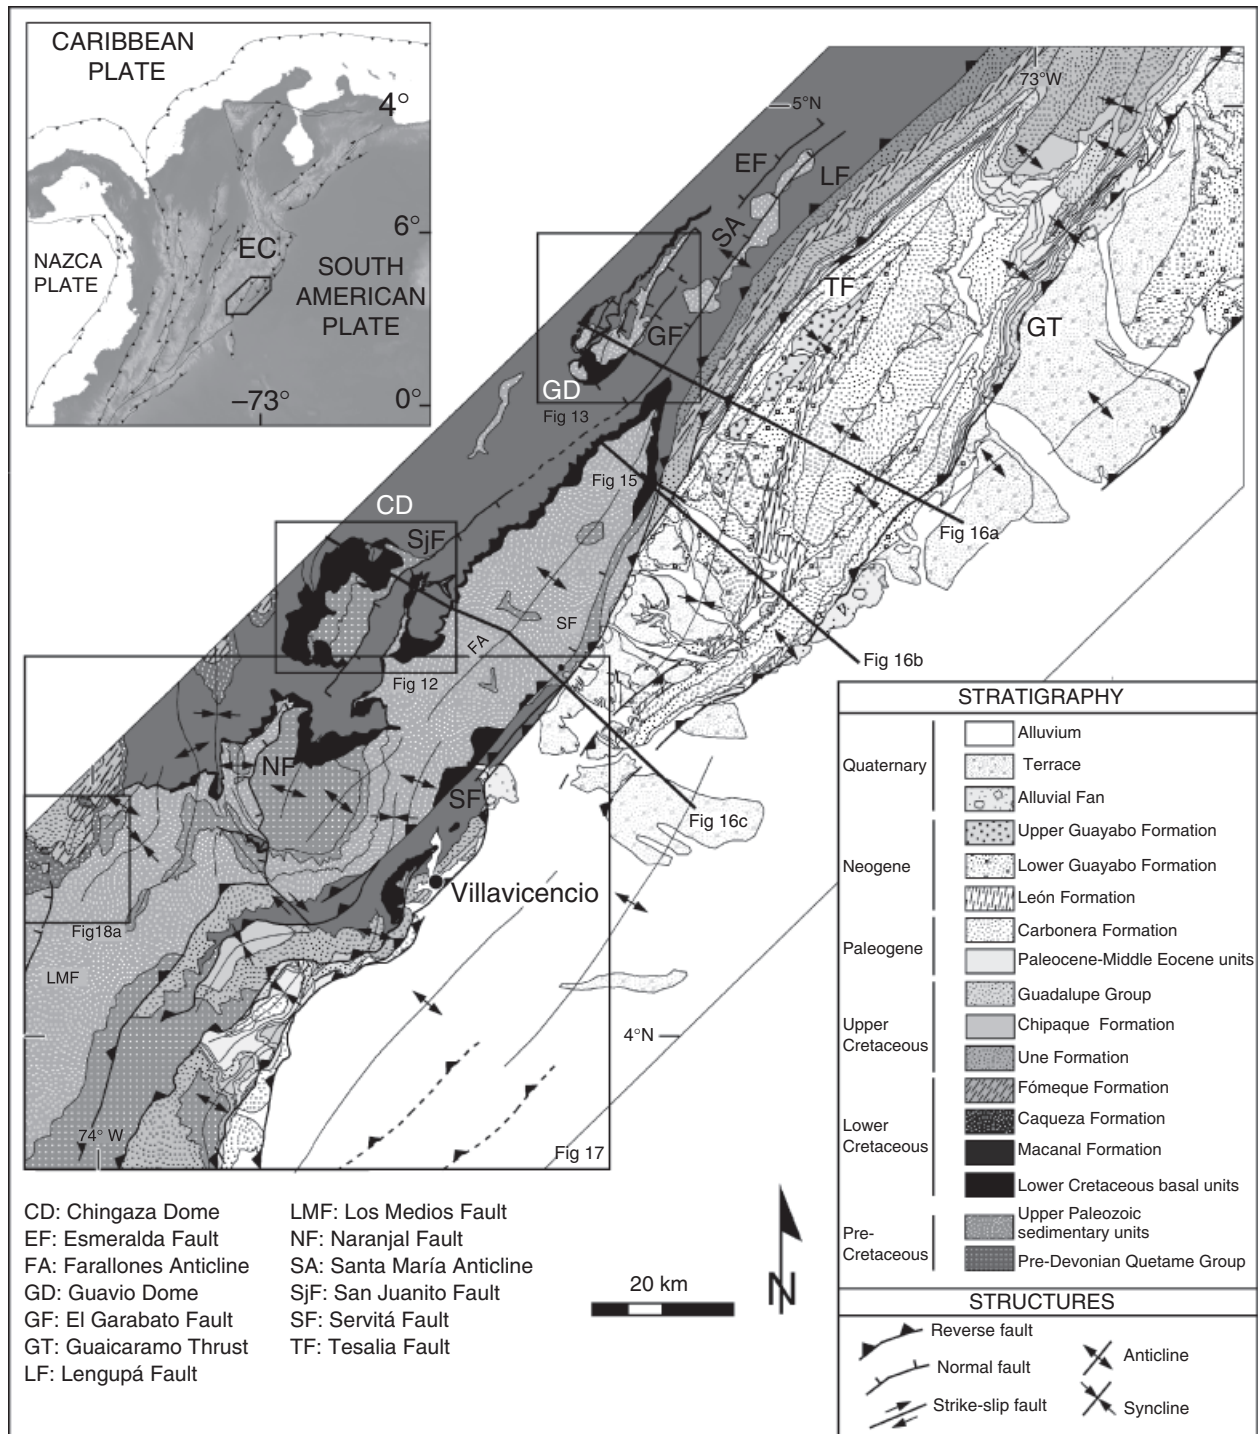 CARIBBEAN
PLATE
4°
6°
EC
NAZCA
PLATE
SOUTH
AMERICAN
PLATE
–73°
0°
5°N
73°W
EF
LF
SA
TF
GF
GT
GD
Fig 13
Fig 15
CD
SjF
Fig 16a
SF
FA
Fig 16b
Fig 12
NF
SF
Fig 16c
Villavicencio
Fig18a
LMF
4°N
74° W
Fig 17
STRATIGRAPHY
Quaternary
Alluvium
Terrace
Alluvial Fan
Neogene
Upper Guayabo Formation
Lower Guayabo Formation
León Formation
Paleogene
Carbonera Formation
Paleocene-Middle Eocene units
Upper
Cretaceous
Guadalupe Group
Chipaque Formation
Une Formation
Lower
Cretaceous
Fómeque Formation
Caqueza Formation
Macanal Formation
Lower Cretaceous basal units
Pre-
Cretaceous
Upper Paleozoic
sedimentary units
Pre-Devonian Quetame Group
STRUCTURES
Reverse fault
Normal fault
Strike-slip fault
Anticline
Syncline
CD: Chingaza Dome
EF: Esmeralda Fault
FA: Farallones Anticline
GD: Guavio Dome
GF: El Garabato Fault
GT: Guaicaramo Thrust
LF: Lengupá Fault
LMF: Los Medios Fault
NF: Naranjal Fault
SA: Santa María Anticline
SjF: San Juanito Fault
SF: Servitá Fault
TF: Tesalia Fault
20 km
N